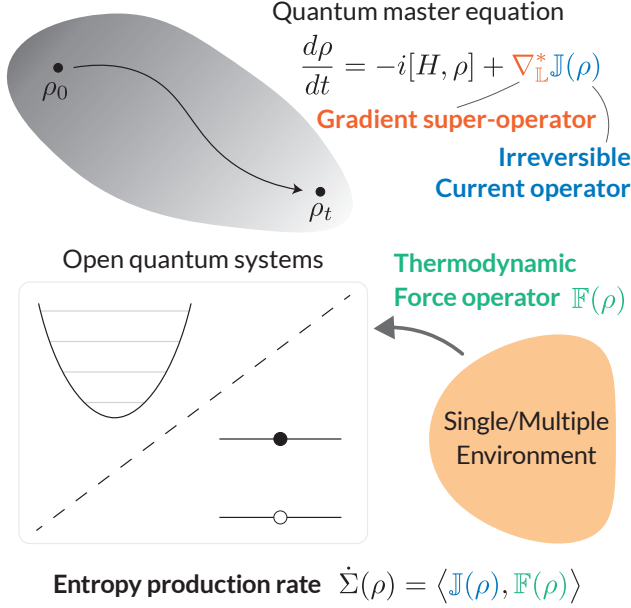 Quantum master equation
dρ/dt = −i[H, ρ] + ∇*_𝕃 𝕁(ρ)
ρ₀
Gradient super-operator
Irreversible
Current operator
ρₜ
Open quantum systems
Thermodynamic
Force operator 𝔽(ρ)
Single/Multiple
Environment
Entropy production rate Σ̇(ρ) = ⟨𝕁(ρ), 𝔽(ρ)⟩